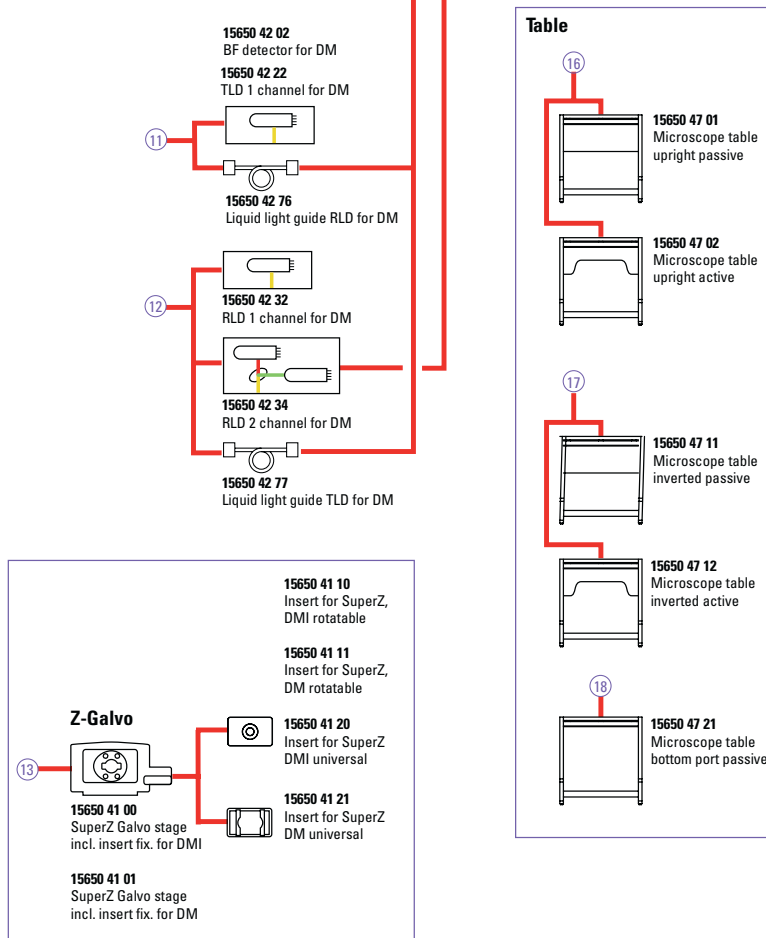 15650 42 02
BF detector for DM
15650 42 22
TLD 1 channel for DM
11
15650 42 76
Liquid light guide RLD for DM
12
15650 42 32
RLD 1 channel for DM
15650 42 34
RLD 2 channel for DM
15650 42 77
Liquid light guide TLD for DM
15650 41 10
Insert for SuperZ,
DMI rotatable
15650 41 11
Insert for SuperZ,
DM rotatable
Z-Galvo
13
15650 41 20
Insert for SuperZ
DMI universal
15650 41 21
Insert for SuperZ
DM universal
15650 41 00
SuperZ Galvo stage
incl. insert fix. for DMI
15650 41 01
SuperZ Galvo stage
incl. insert fix. for DM
Table
16
15650 47 01
Microscope table
upright passive
15650 47 02
Microscope table
upright active
17
15650 47 11
Microscope table
inverted passive
15650 47 12
Microscope table
inverted active
18
15650 47 21
Microscope table
bottom port passive